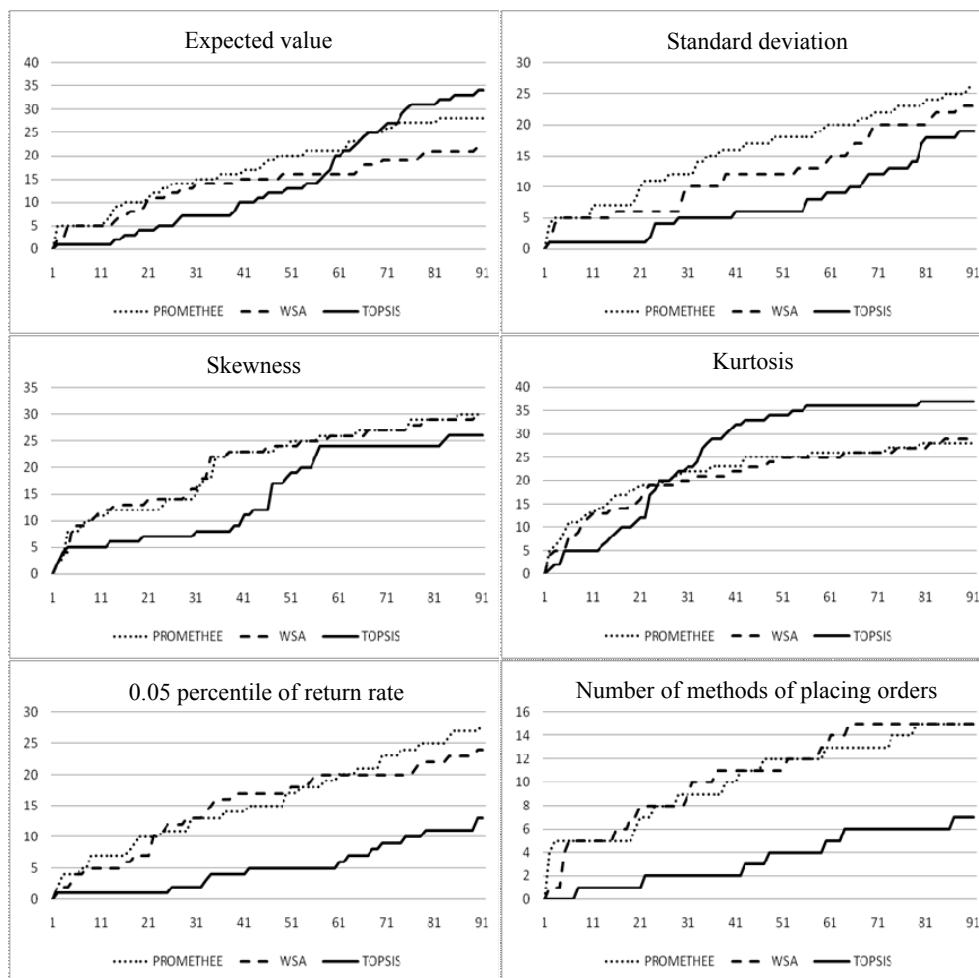 Expected value
40
35
30
25
20
15
10
5
0
1 11 21 31 41 51 61 71 81 91
PROMETHEE WSA TOPSIS
Standard deviation
30
25
20
15
10
5
0
1 11 21 31 41 51 61 71 81 91
PROMETHEE WSA TOPSIS
Skewness
35
30
25
20
15
10
5
0
1 11 21 31 41 51 61 71 81 91
PROMETHEE WSA TOPSIS
Kurtosis
40
35
30
25
20
15
10
5
0
1 11 21 31 41 51 61 71 81 91
PROMETHEE WSA TOPSIS
0.05 percentile of return rate
30
25
20
15
10
5
0
1 11 21 31 41 51 61 71 81 91
PROMETHEE WSA TOPSIS
Number of methods of placing orders
16
14
12
10
8
6
4
2
0
1 11 21 31 41 51 61 71 81 91
PROMETHEE WSA TOPSIS